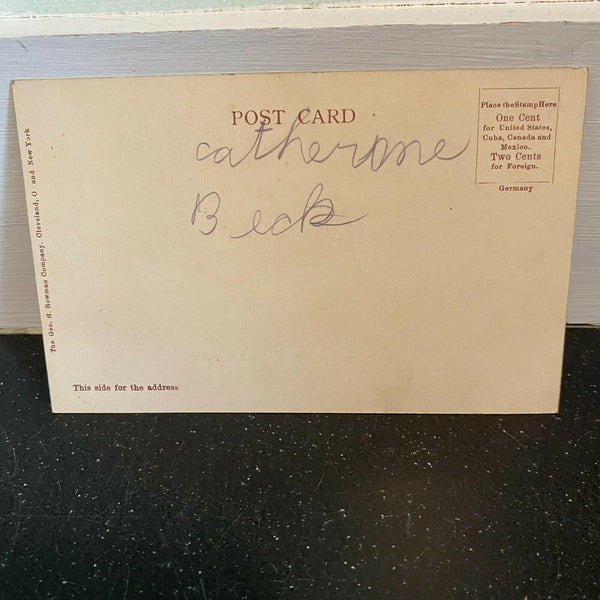 POST CARD
catherone
Beck
Place the Stamp Here
One Cent
for United States,
Cuba, Canada and
Mexico.
Two Cents
for Foreign.
Germany
The Geo. H. Bowman Company. Cleveland, O and New York
This side for the address